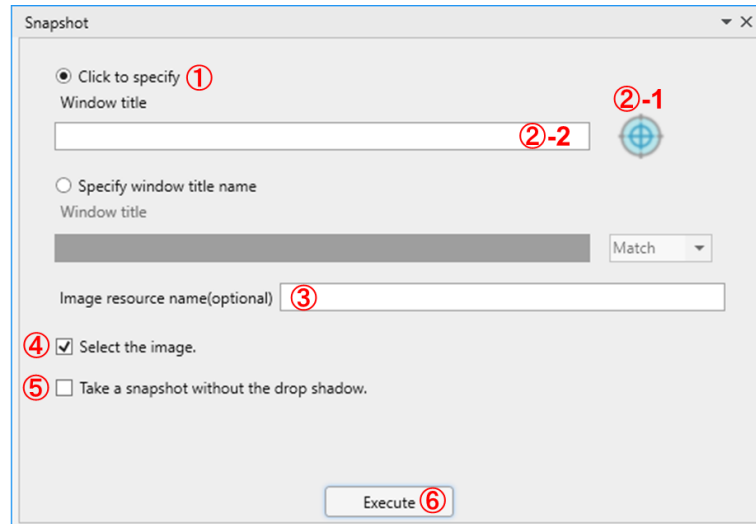 Snapshot
Click to specify ①
Window title
②-1
②-2
Specify window title name
Window title
Match
Image resource name(optional) ③
④ Select the image.
⑤ Take a snapshot without the drop shadow.
Execute ⑥